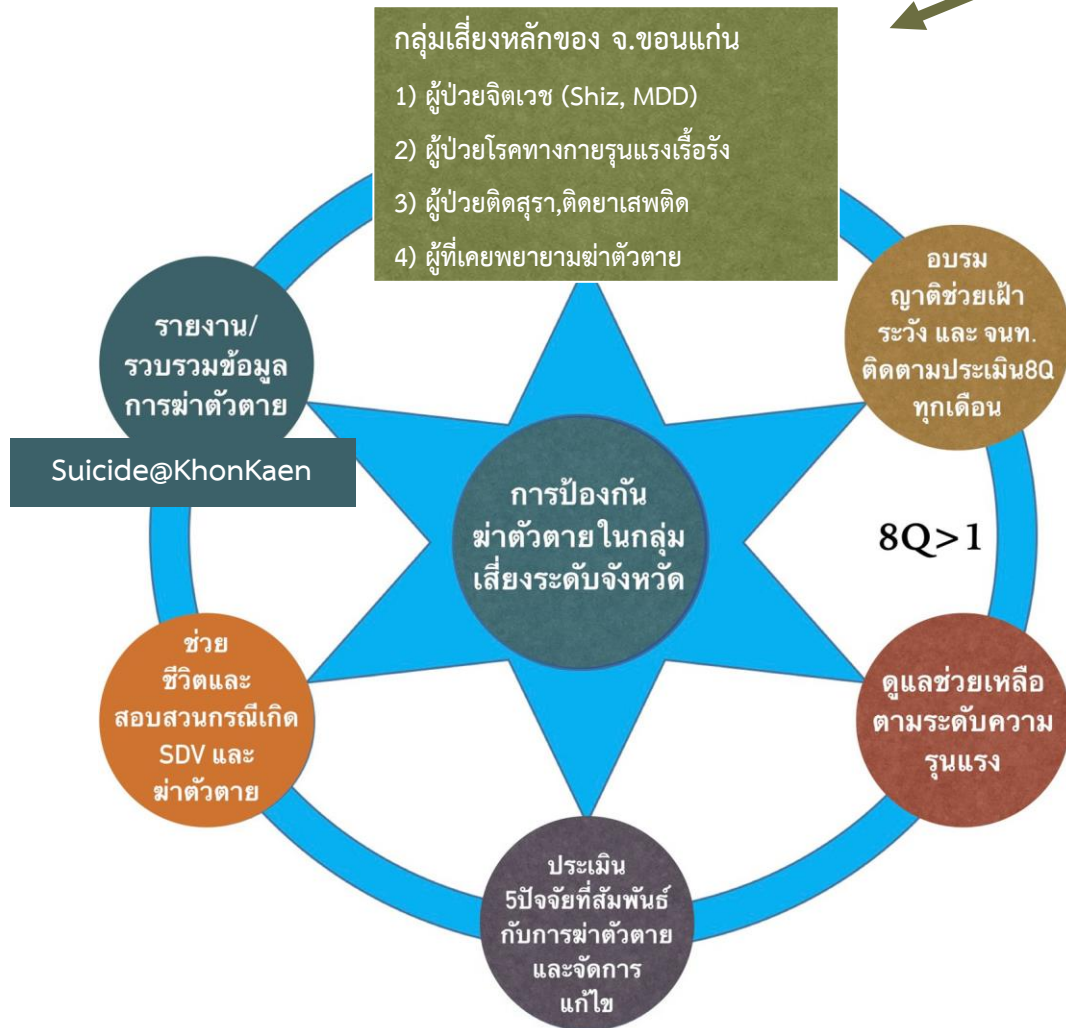 กลุ่มเสี่ยงหลักของ จ.ขอนแก่น
1) ผู้ป่วยจิตเวช (Shiz, MDD)
2) ผู้ป่วยโรคทางกายรุนแรงเรื้อรัง
3) ผู้ป่วยติดสุรา,ติดยาเสพติด
4) ผู้ที่เคยพยายามฆ่าตัวตาย
อบรม
ญาติช่วยเฝ้า
ระวัง และ จนท.
ติดตามประเมิน8Q
ทุกเดือน
8Q>1
ดูแลช่วยเหลือ
ตามระดับความ
รุนแรง
ประเมิน
5ปัจจัยที่สัมพันธ์
กับการฆ่าตัวตาย
และจัดการ
แก้ไข
ช่วย
ชีวิตและ
สอบสวนกรณีเกิด
SDV และ
ฆ่าตัวตาย
รายงาน/
รวบรวมข้อมูล
การฆ่าตัวตาย
Suicide@KhonKaen
การป้องกัน
ฆ่าตัวตายในกลุ่ม
เสี่ยงระดับจังหวัด